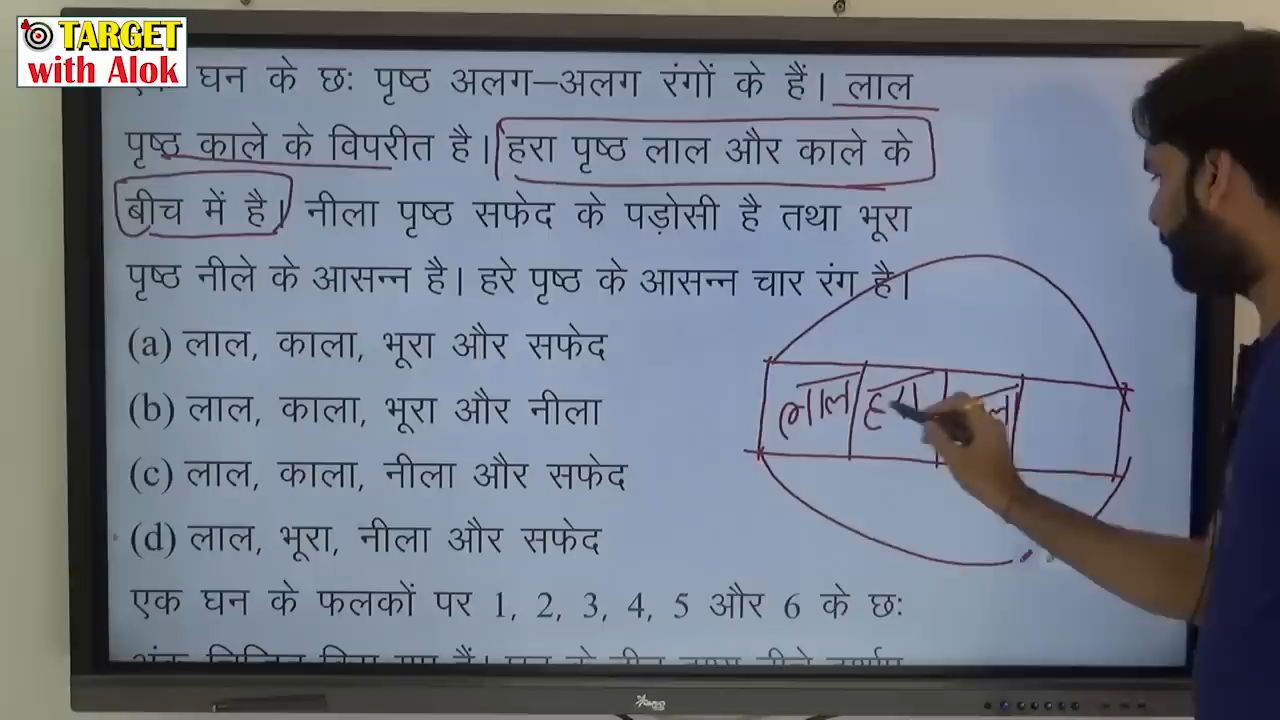 TARGET
with Alok
घन के छः पृष्ठ अलग–अलग रंगों के हैं। लाल
पृष्ठ काले के विपरीत है। हरा पृष्ठ लाल और काले के
बीच में है। नीला पृष्ठ सफेद के पड़ोसी है तथा भूरा
पृष्ठ नीले के आसन्न है। हरे पृष्ठ के आसन्न चार रंग है।
(a) लाल, काला, भूरा और सफेद
(b) लाल, काला, भूरा और नीला
(c) लाल, काला, नीला और सफेद
(d) लाल, भूरा, नीला और सफेद
लाल हरा
एक घन के फलकों पर 1, 2, 3, 4, 5 और 6 के छः